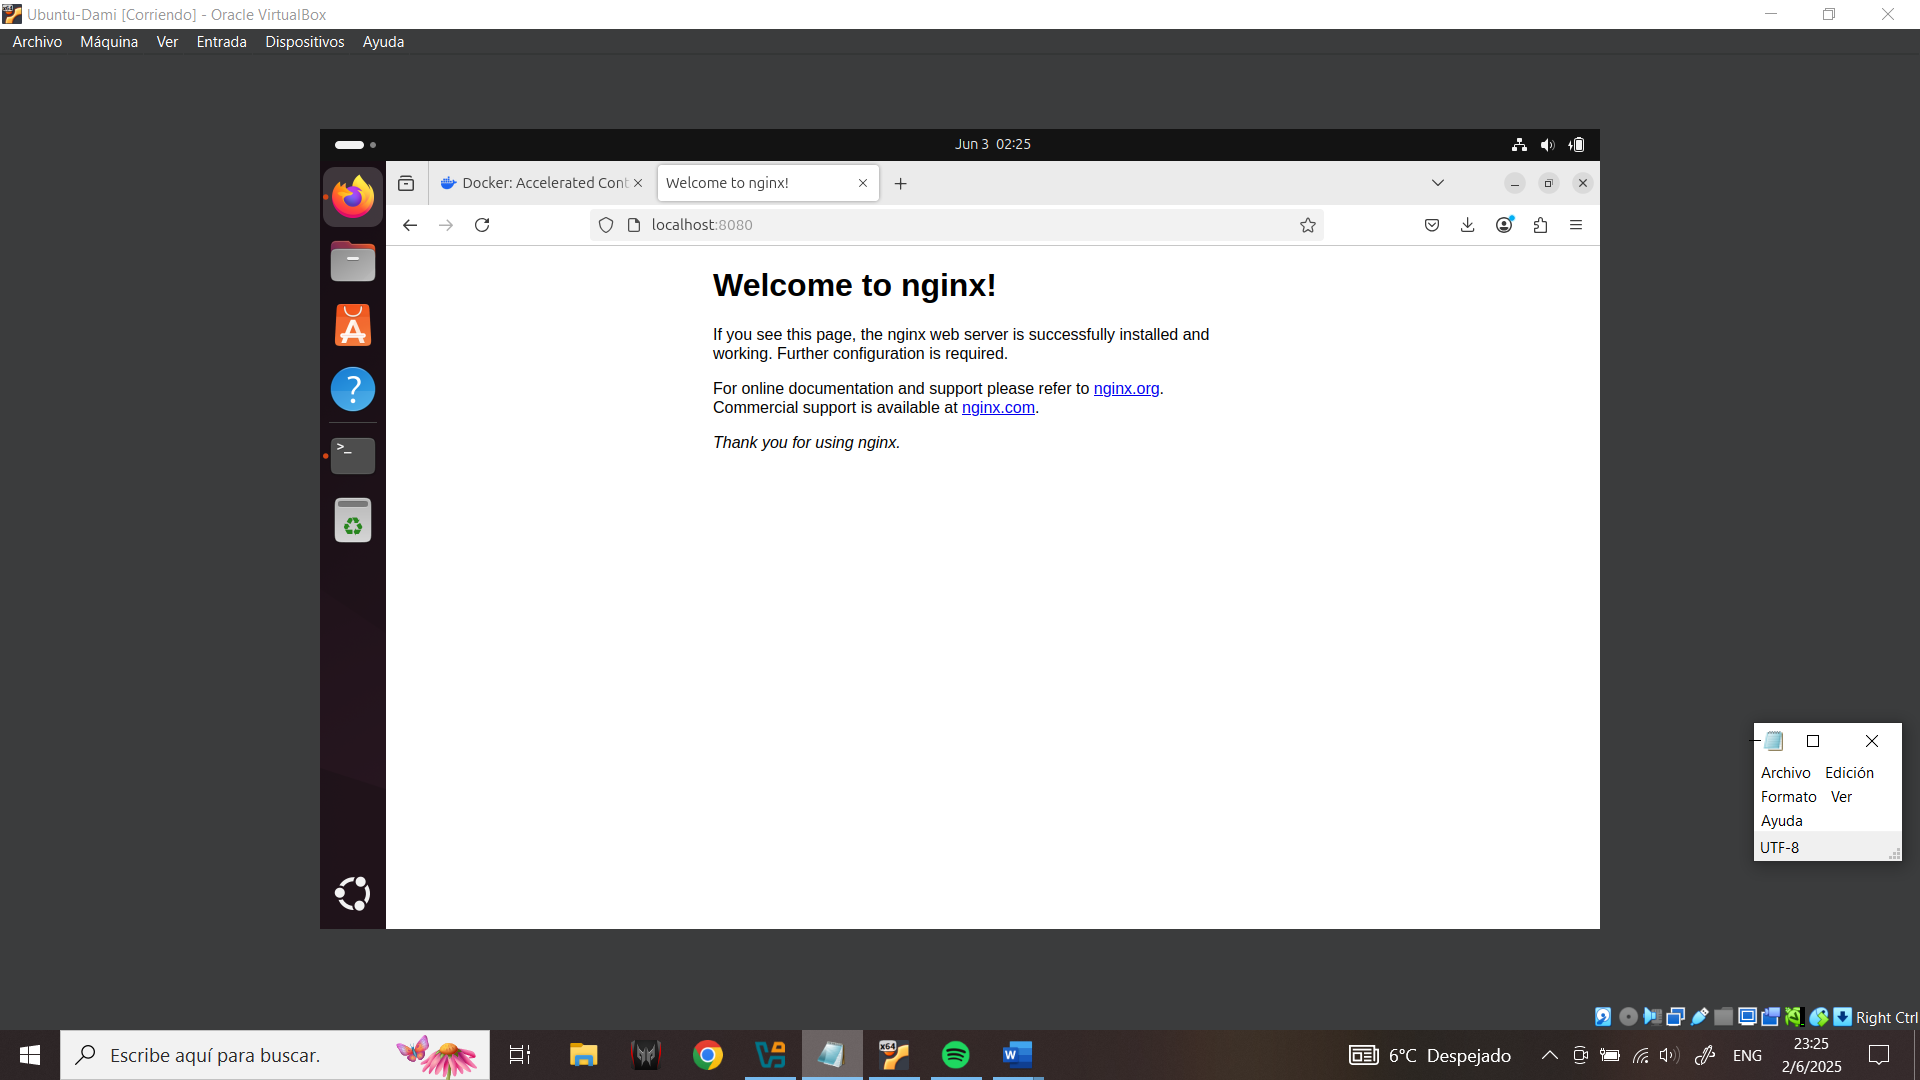 Ubuntu-Dami [Corriendo] - Oracle VirtualBox
Archivo Máquina Ver Entrada Dispositivos Ayuda
Jun 3 02:25
Docker: Accelerated Cont
Welcome to nginx!
localhost:8080
Welcome to nginx!
If you see this page, the nginx web server is successfully installed and
working. Further configuration is required.
For online documentation and support please refer to nginx.org.
Commercial support is available at nginx.com.
Thank you for using nginx.
Archivo Edición
Formato Ver
Ayuda
UTF-8
Right Ctrl
Escribe aquí para buscar.
6°C Despejado
ENG
23:25
2/6/2025